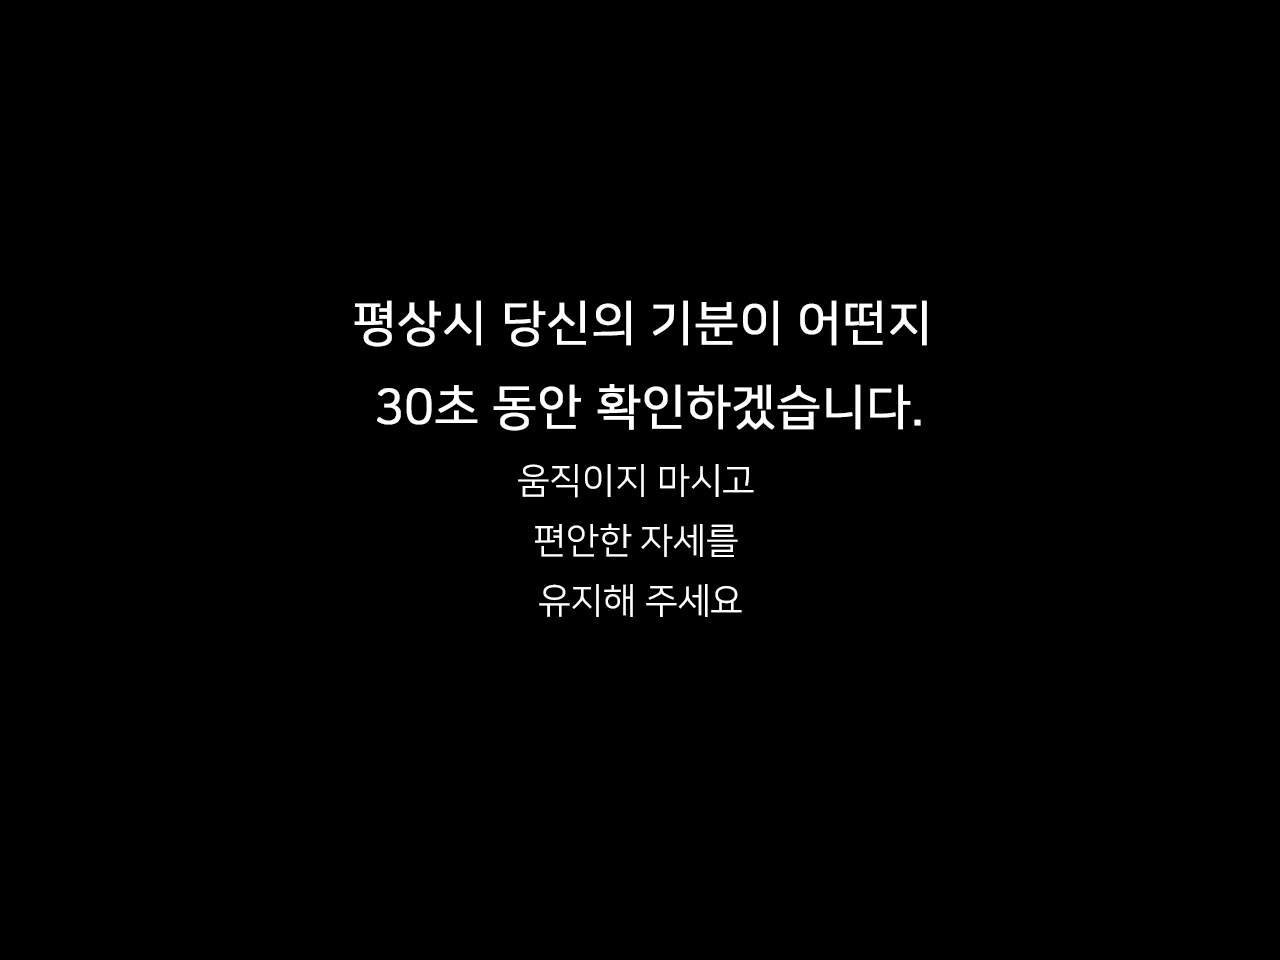 평상시 당신의 기분이 어떤지
30초 동안 확인하겠습니다.
움직이지 마시고
편안한 자세를
유지해 주세요